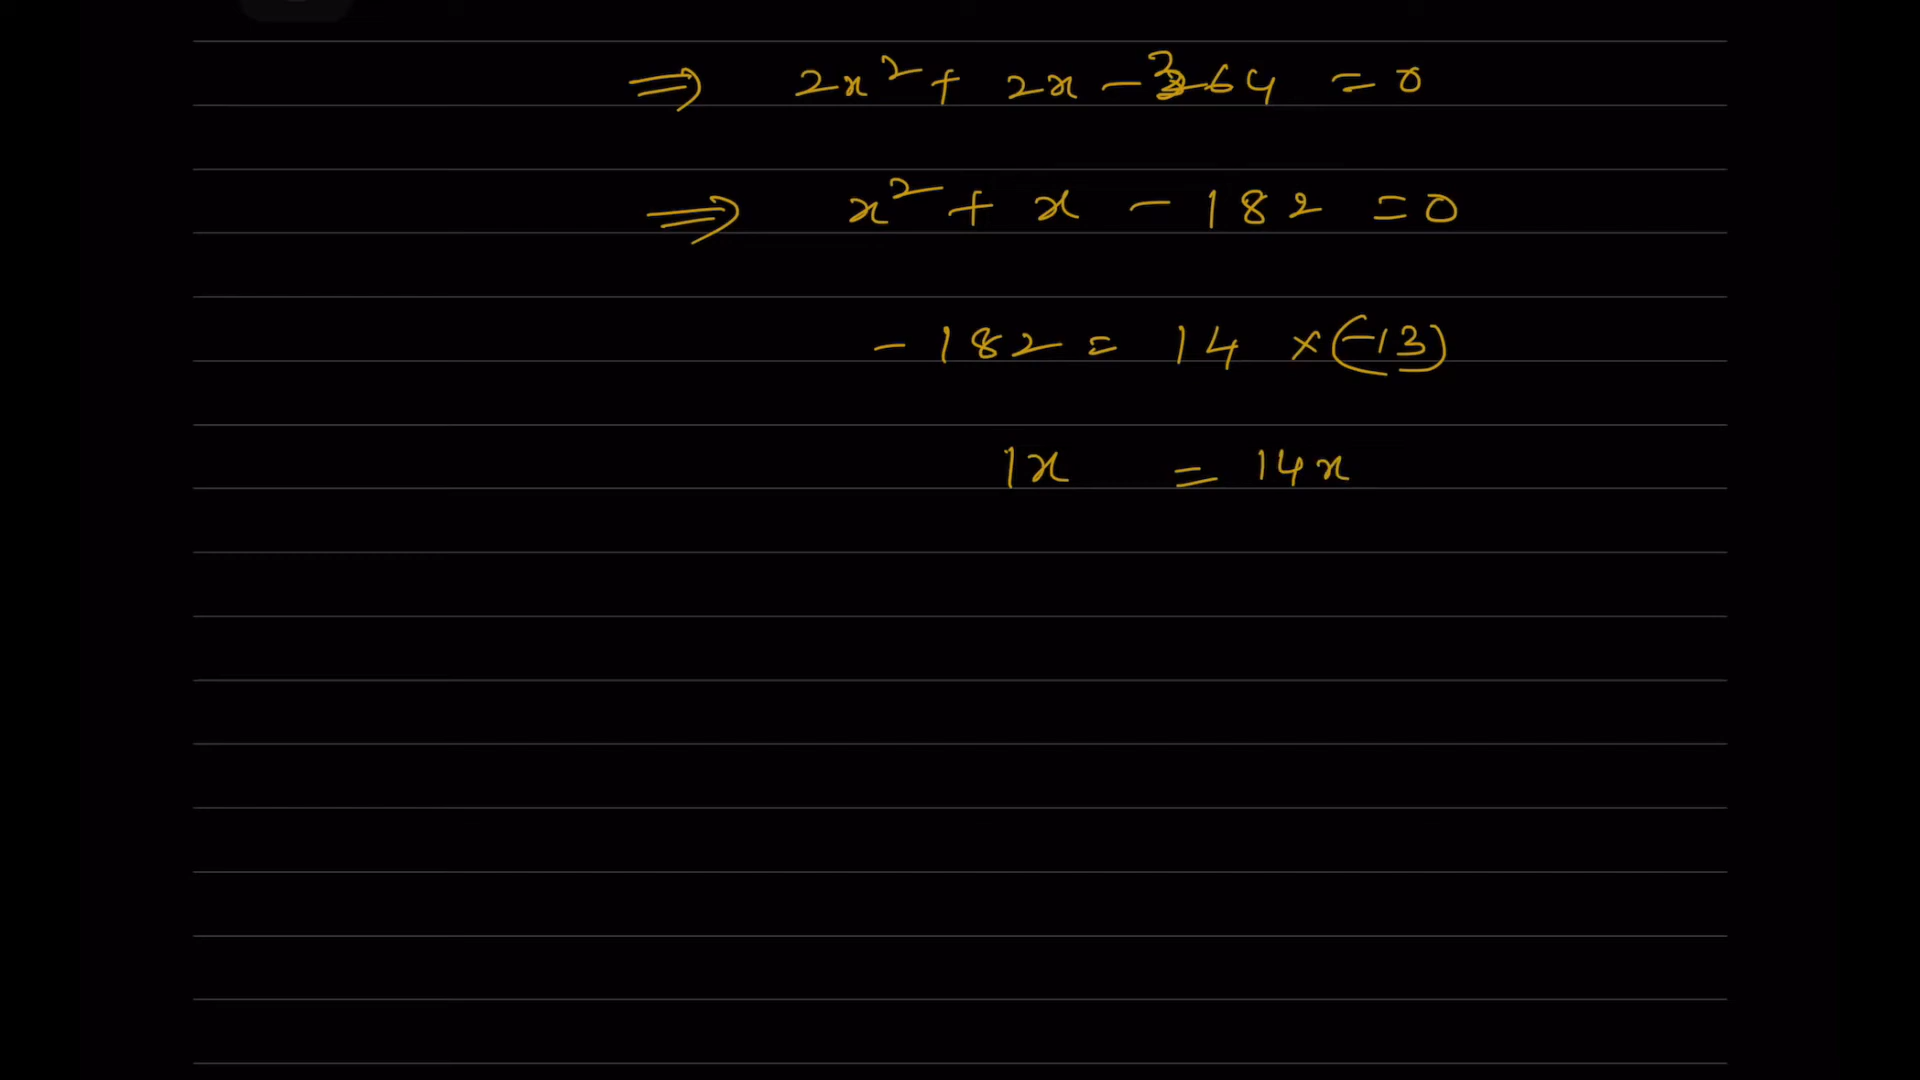 ⇒ 2x² + 2x - 364 = 0
⇒ x² + x - 182 = 0
- 182 = 14 × (-13)
1x = 14x